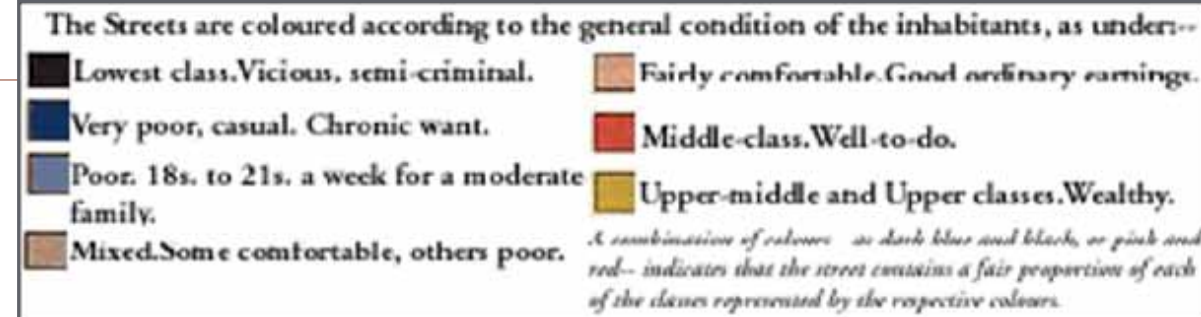 The Streets are coloured according to the general condition of the inhabitants, as under:--
Lowest class.Vicious, semi-criminal.
Very poor, casual. Chronic want.
Poor. 18s. to 21s. a week for a moderate
family.
Mixed.Some comfortable, others poor.
Fairly comfortable.Good ordinary earnings.
Middle-class.Well-to-do.
Upper-middle and Upper classes.Wealthy.
A combination of colours as dark blue and black, or pink and
red-- indicates that the street contains a fair proportion of each
of the classes represented by the respective colours.